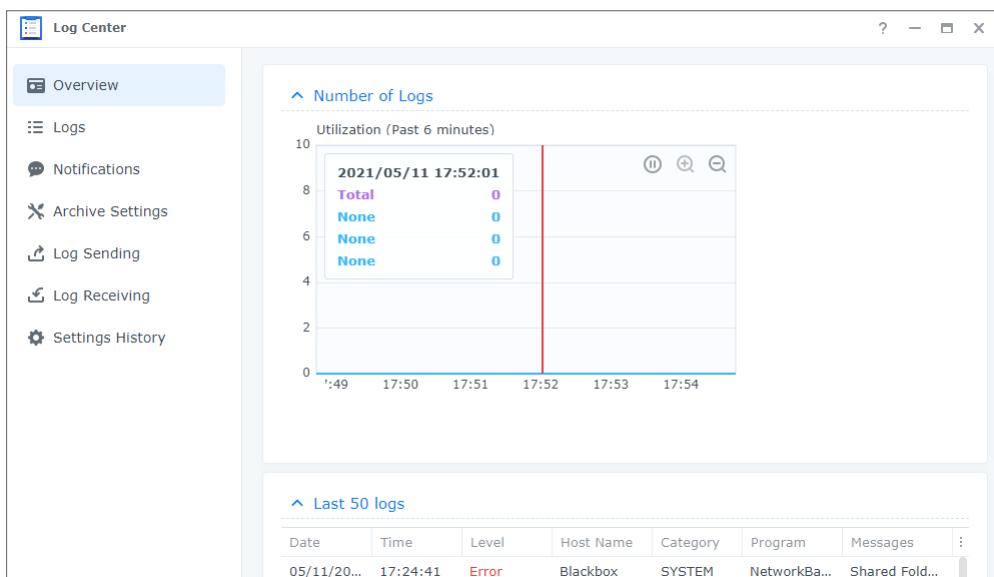 Log Center
Overview
Logs
Notifications
Archive Settings
Log Sending
Log Receiving
Settings History
Number of Logs
Utilization (Past 6 minutes)
10
8
6
4
2
0
2021/05/11 17:52:01
Total 0
None 0
None 0
None 0
':49 17:50 17:51 17:52 17:53 17:54
Last 50 logs
Date Time Level Host Name Category Program Messages
05/11/20... 17:24:41 Error Blackbox SYSTEM NetworkBa... Shared Fold...